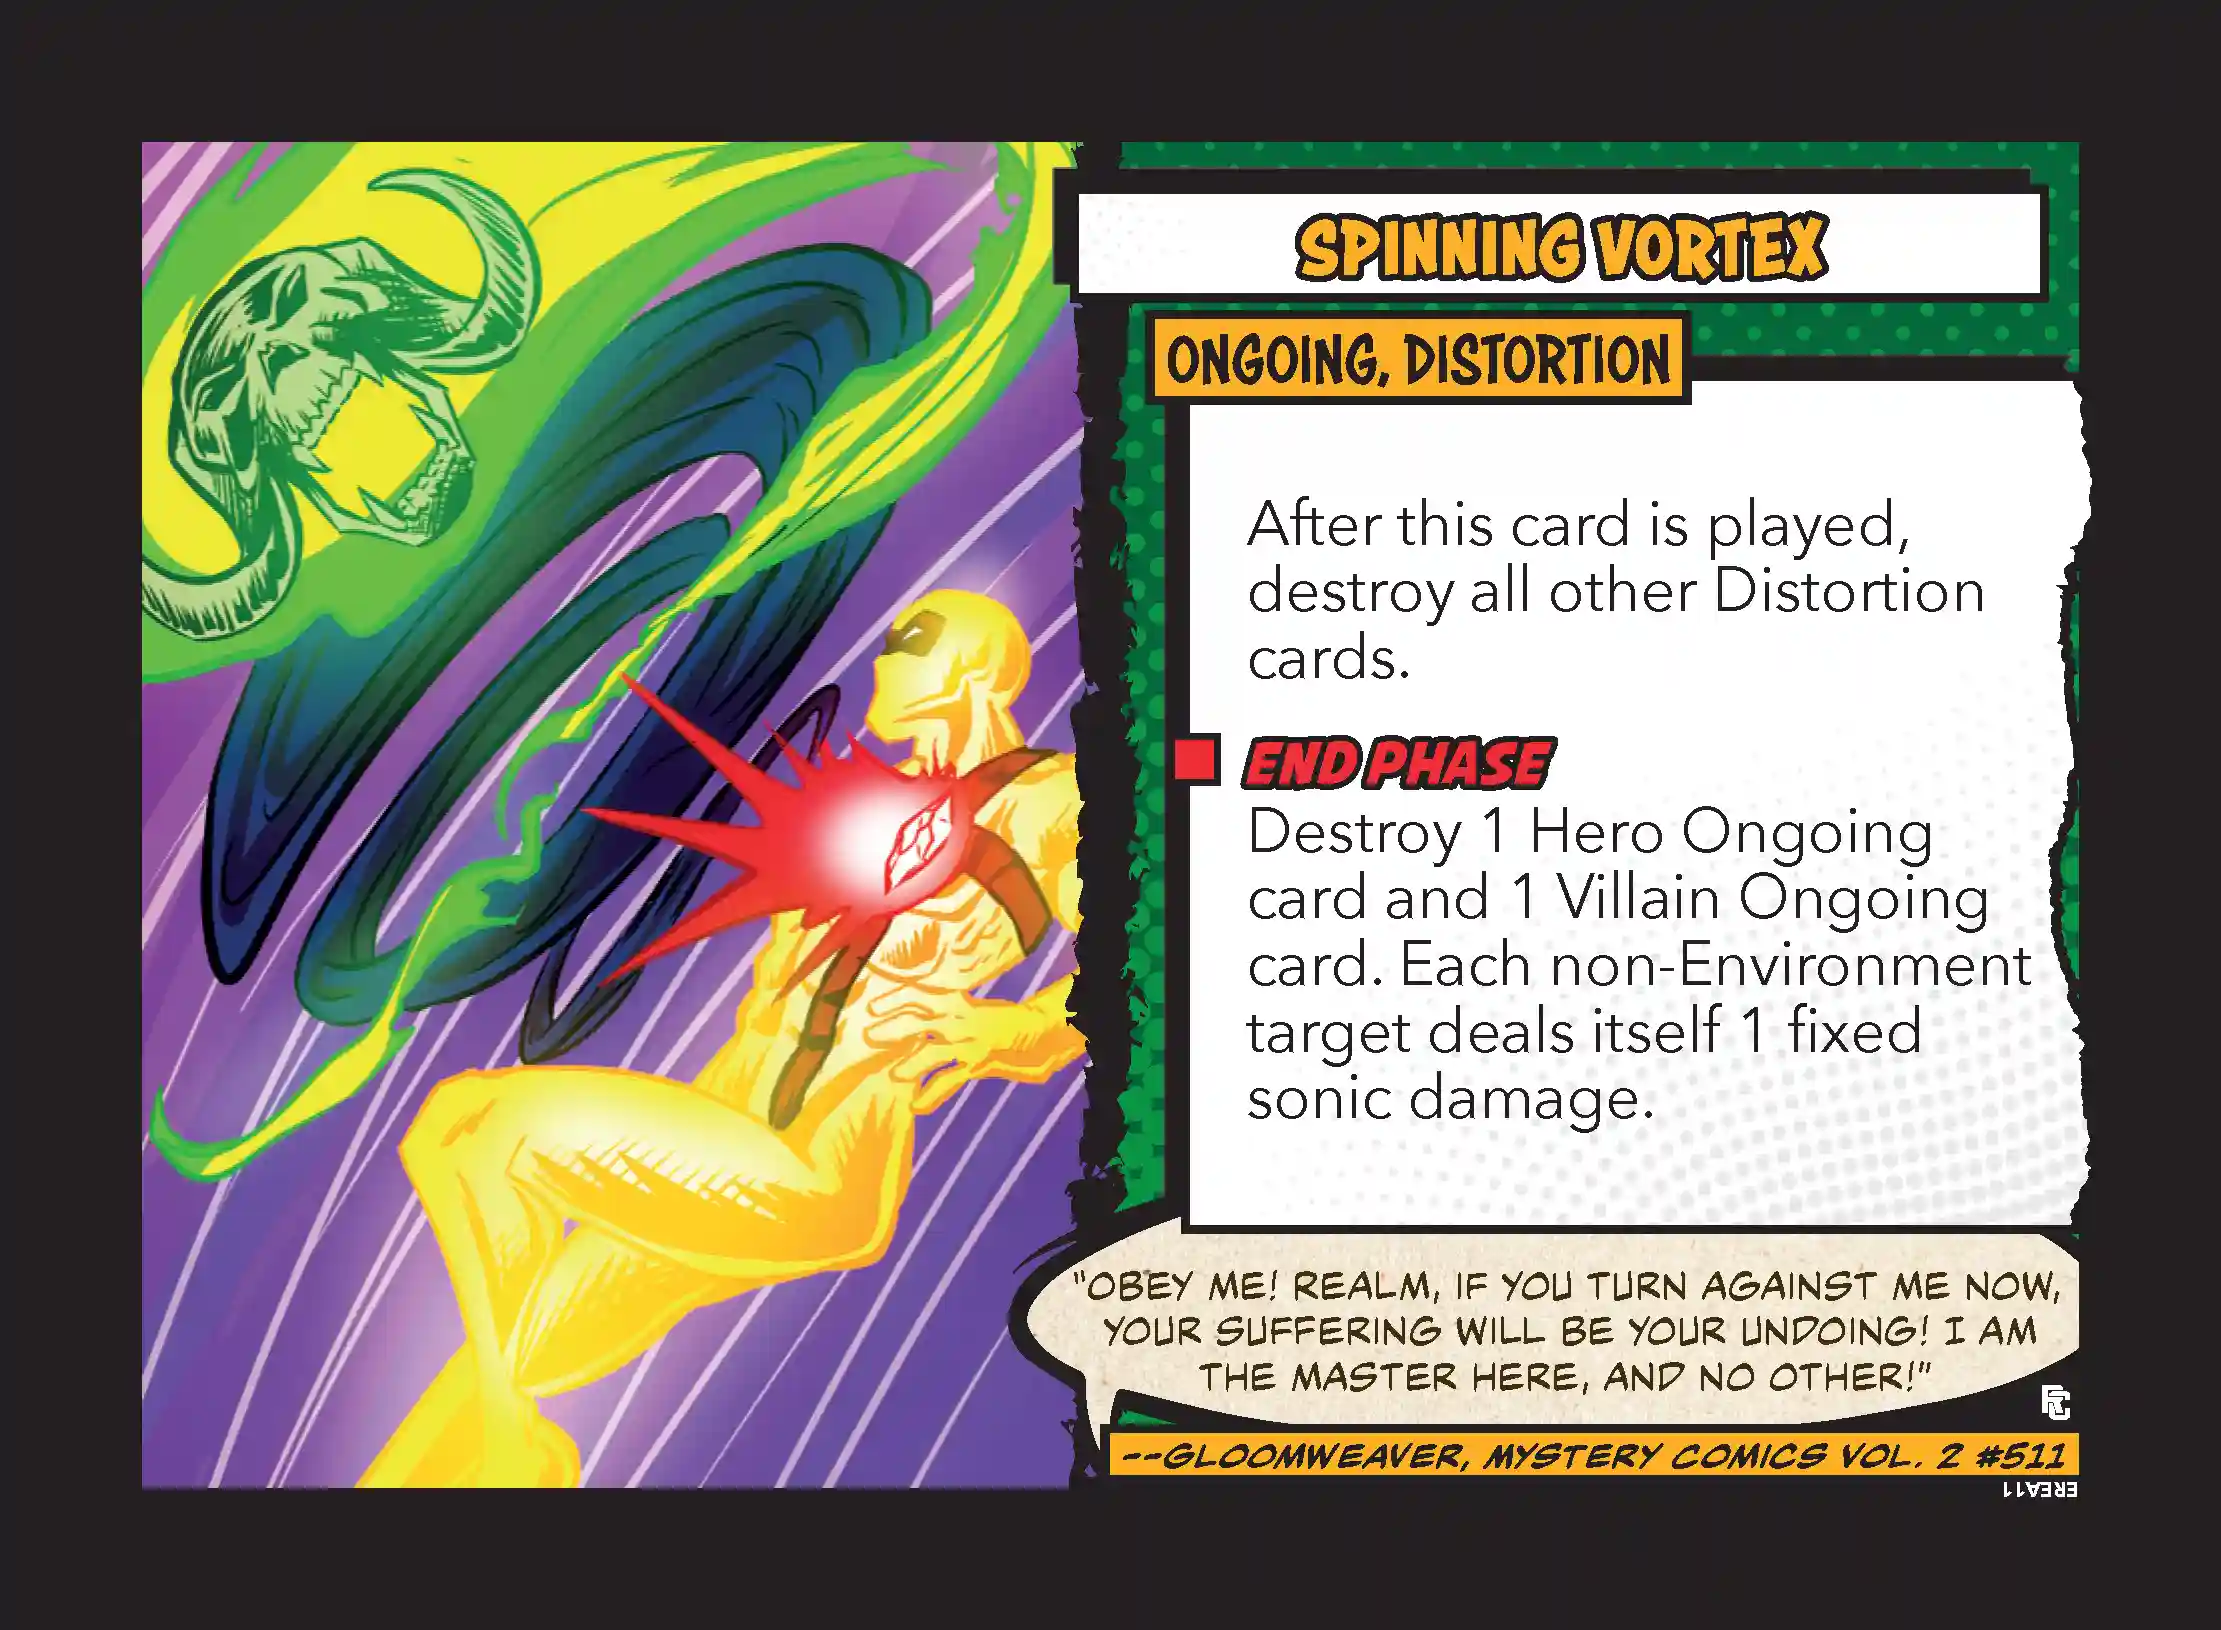 SPINNING VORTEX
ONGOING, DISTORTION
After this card is played,
destroy all other Distortion
cards.
END PHASE
Destroy 1 Hero Ongoing
card and 1 Villain Ongoing
card. Each non-Environment
target deals itself 1 fixed
sonic damage.
"OBEY ME! REALM, IF YOU TURN AGAINST ME NOW,
YOUR SUFFERING WILL BE YOUR UNDOING! I AM
THE MASTER HERE, AND NO OTHER!"
--GLOOMWEAVER, MYSTERY COMICS VOL. 2 #511
EREA11